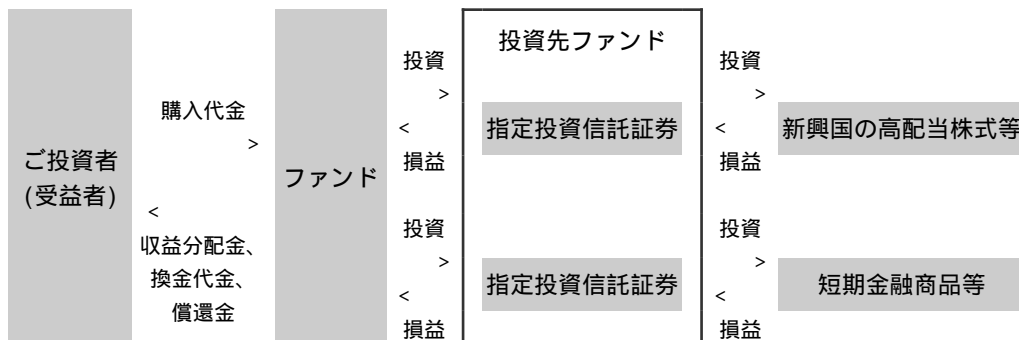 ご投資者
(受益者)
購入代金
>
<
収益分配金、
換金代金、
償還金
ファンド
投資
>
<
損益
投資
>
<
損益
投資先ファンド
指定投資信託証券
指定投資信託証券
投資
>
<
損益
投資
>
<
損益
新興国の高配当株式等
短期金融商品等